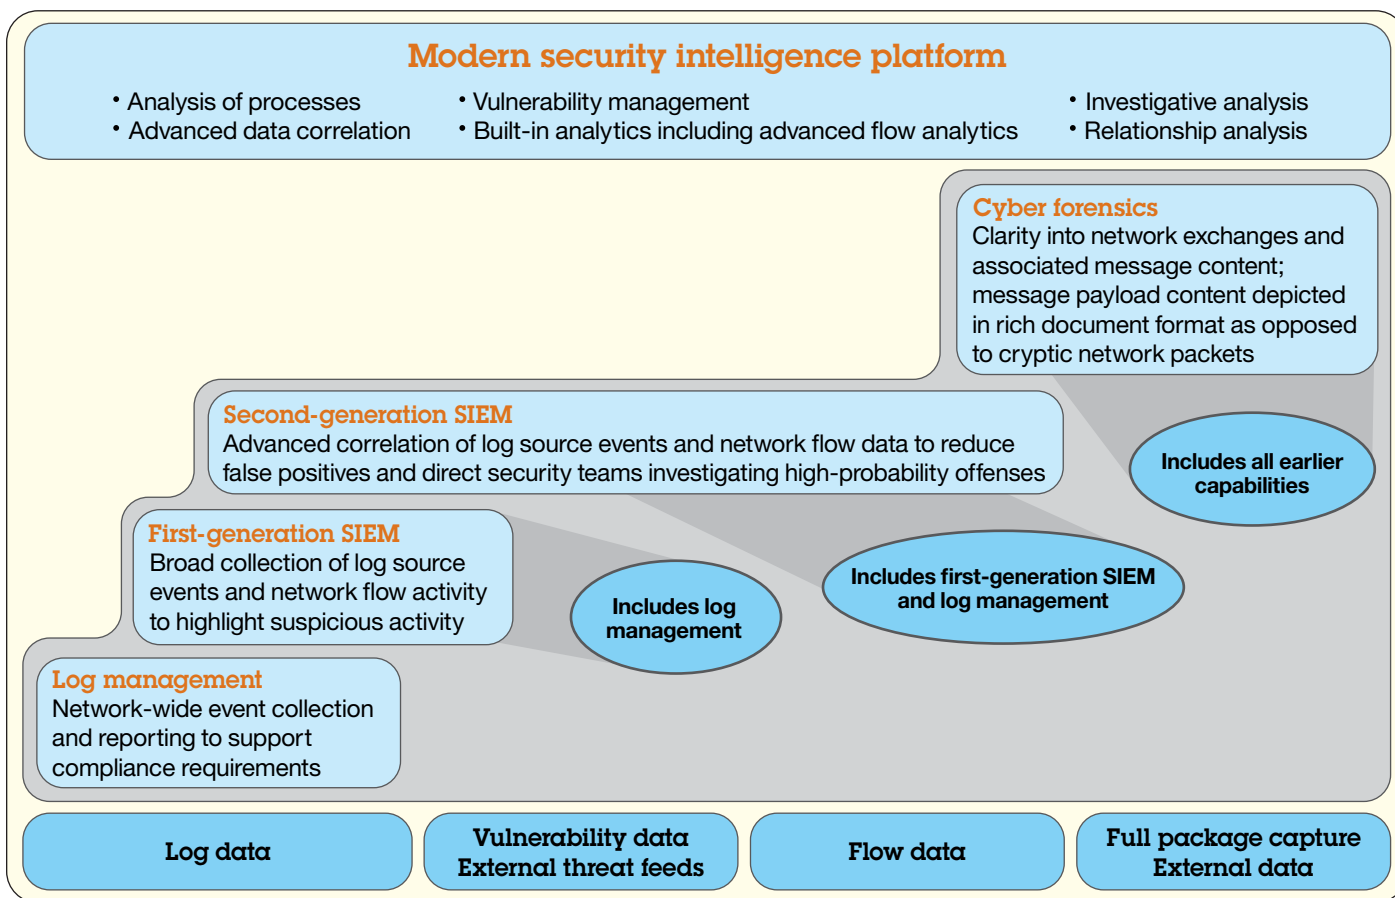 Modern security intelligence platform
• Analysis of processes
• Advanced data correlation
• Vulnerability management
• Built-in analytics including advanced flow analytics
• Investigative analysis
• Relationship analysis
Cyber forensics
Clarity into network exchanges and
associated message content;
message payload content depicted
in rich document format as opposed
to cryptic network packets
Includes all earlier
capabilities
Second-generation SIEM
Advanced correlation of log source events and network flow data to reduce
false positives and direct security teams investigating high-probability offenses
Includes first-generation SIEM
and log management
First-generation SIEM
Broad collection of log source
events and network flow activity
to highlight suspicious activity
Includes log
management
Log management
Network-wide event collection
and reporting to support
compliance requirements
Log data
Vulnerability data
External threat feeds
Flow data
Full package capture
External data